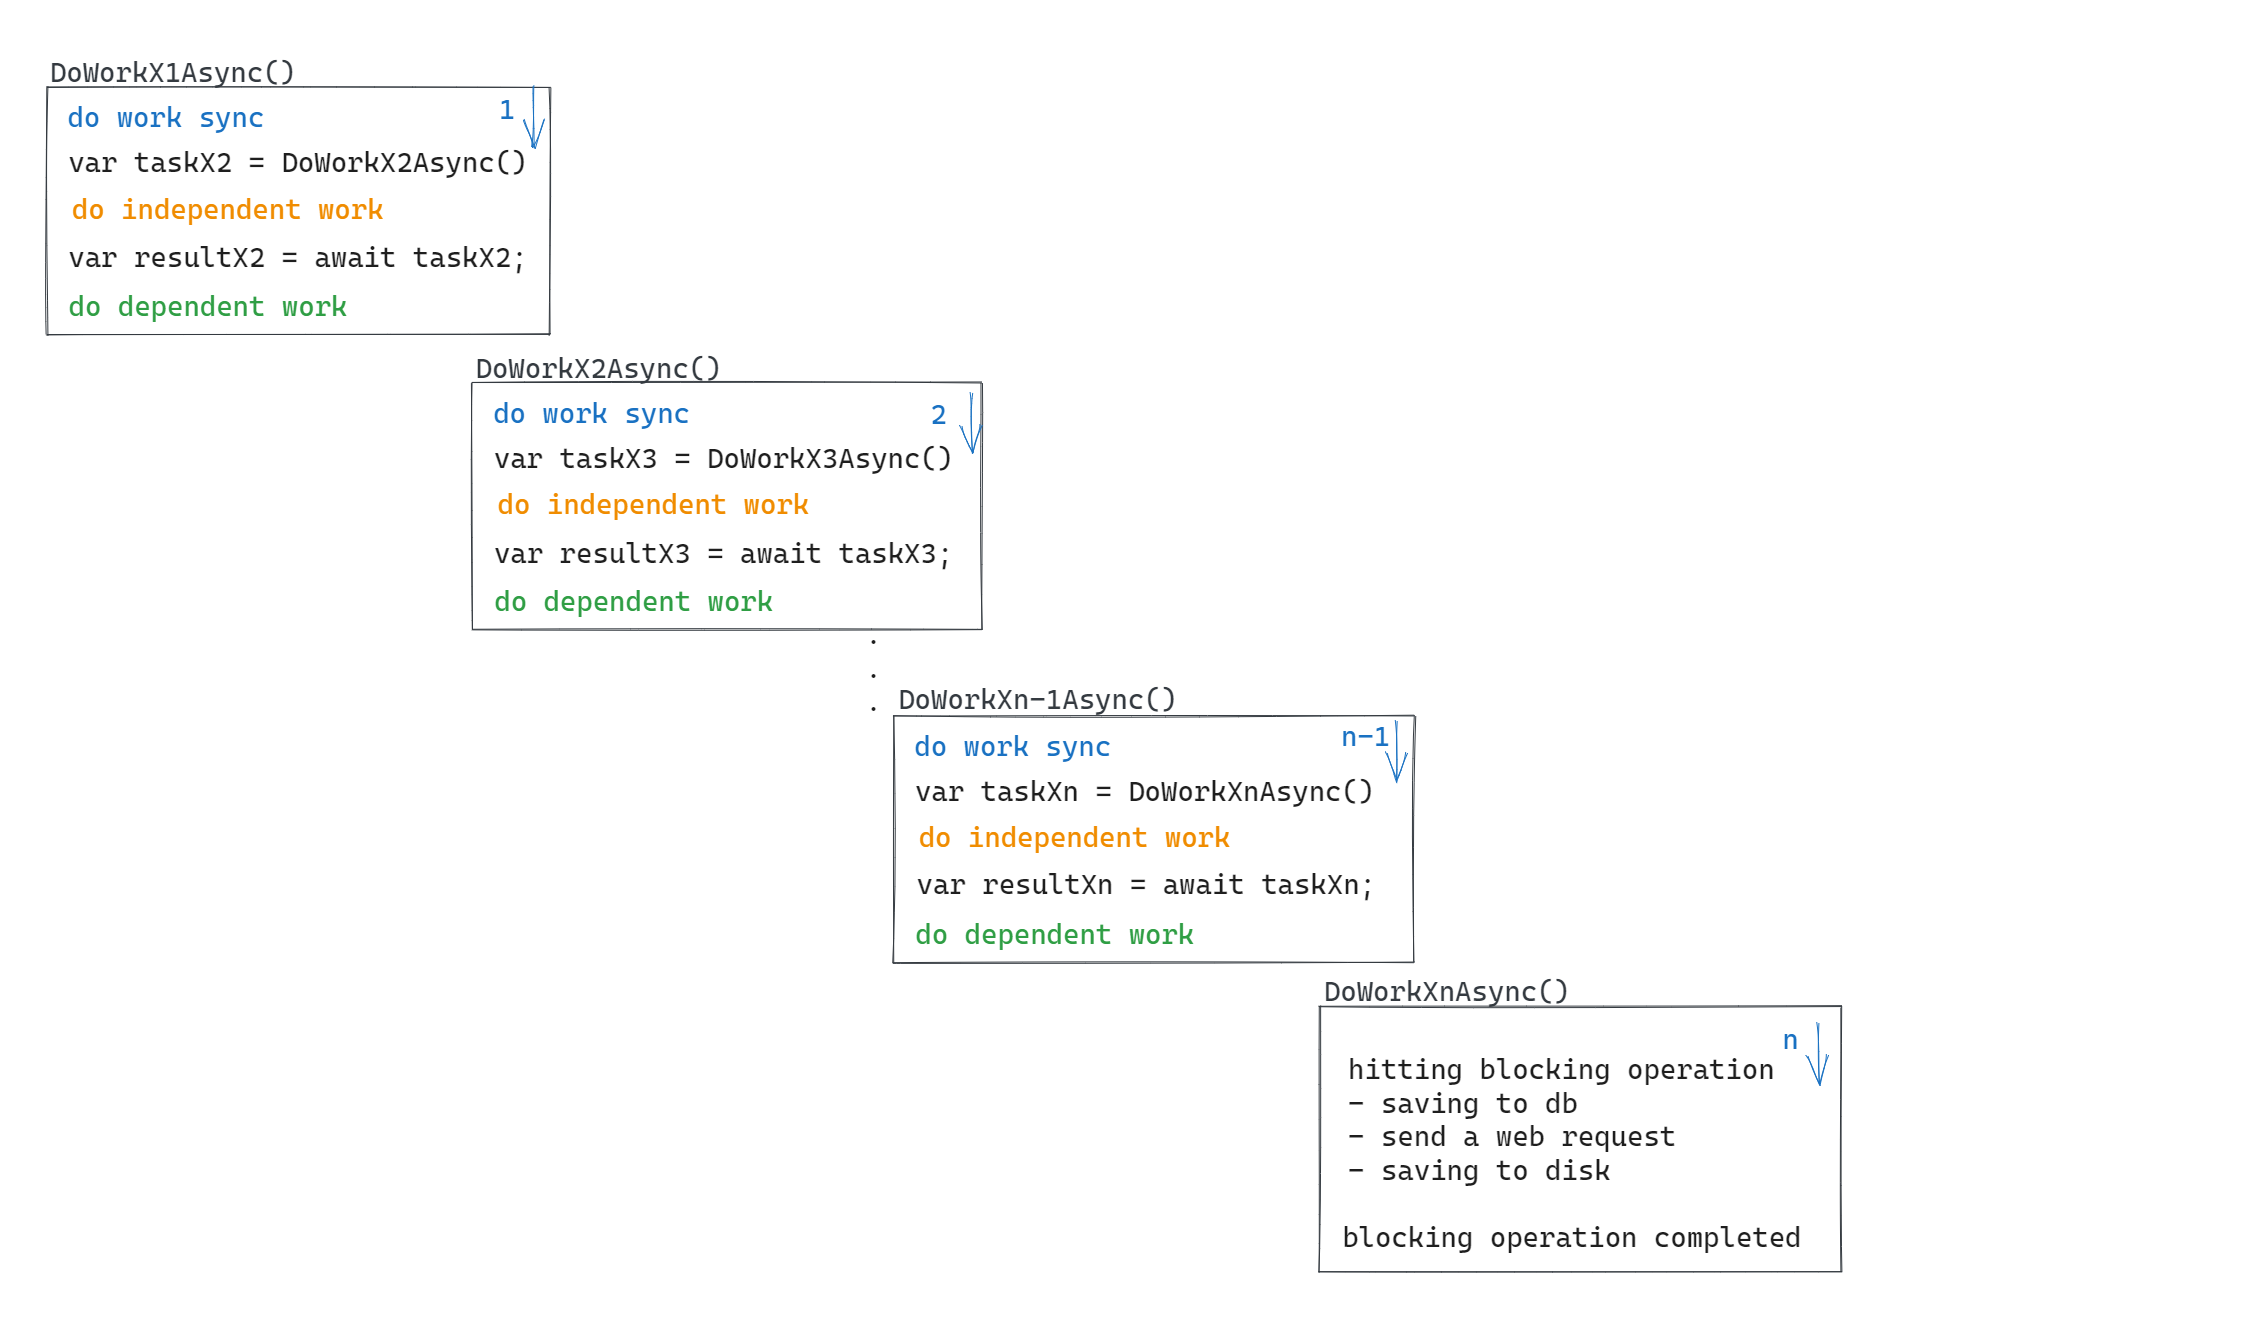 DoWorkX1Async()
do work sync
1
var taskX2 = DoWorkX2Async()
do independent work
var resultX2 = await taskX2;
do dependent work
DoWorkX2Async()
do work sync
2
var taskX3 = DoWorkX3Async()
do independent work
var resultX3 = await taskX3;
do dependent work
.
.
.
DoWorkXn-1Async()
do work sync
n-1
var taskXn = DoWorkXnAsync()
do independent work
var resultXn = await taskXn;
do dependent work
DoWorkXnAsync()
n
hitting blocking operation
- saving to db
- send a web request
- saving to disk
blocking operation completed